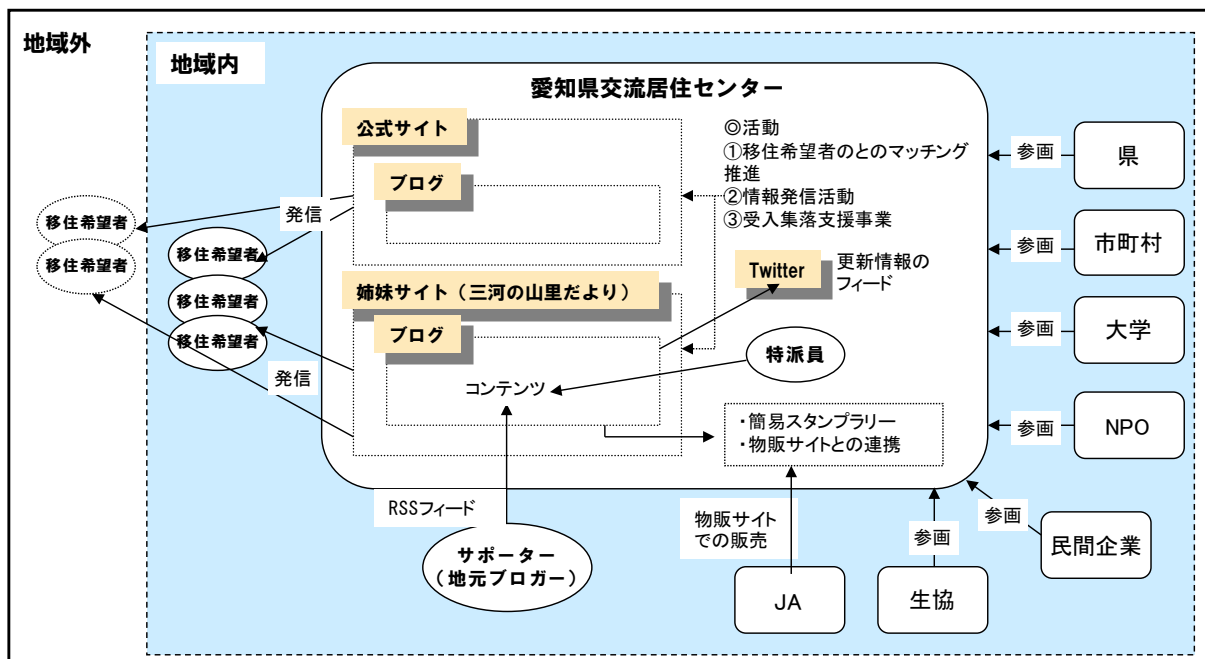 地域外
地域内
愛知県交流居住センター
公式サイト
ブログ
◎活動
①移住希望者のとのマッチング
推進
②情報発信活動
③受入集落支援事業
参画
県
発信
移住希望者
移住希望者
移住希望者
移住希望者
移住希望者
姉妹サイト（三河の山里だより）
ブログ
コンテンツ
発信
Twitter
更新情報の
フィード
特派員
参画
市町村
参画
大学
・簡易スタンプラリー
・物販サイトとの連携
参画
NPO
RSSフィード
サポーター
（地元ブロガー）
物販サイト
での販売
JA
参画
生協
参画
民間企業